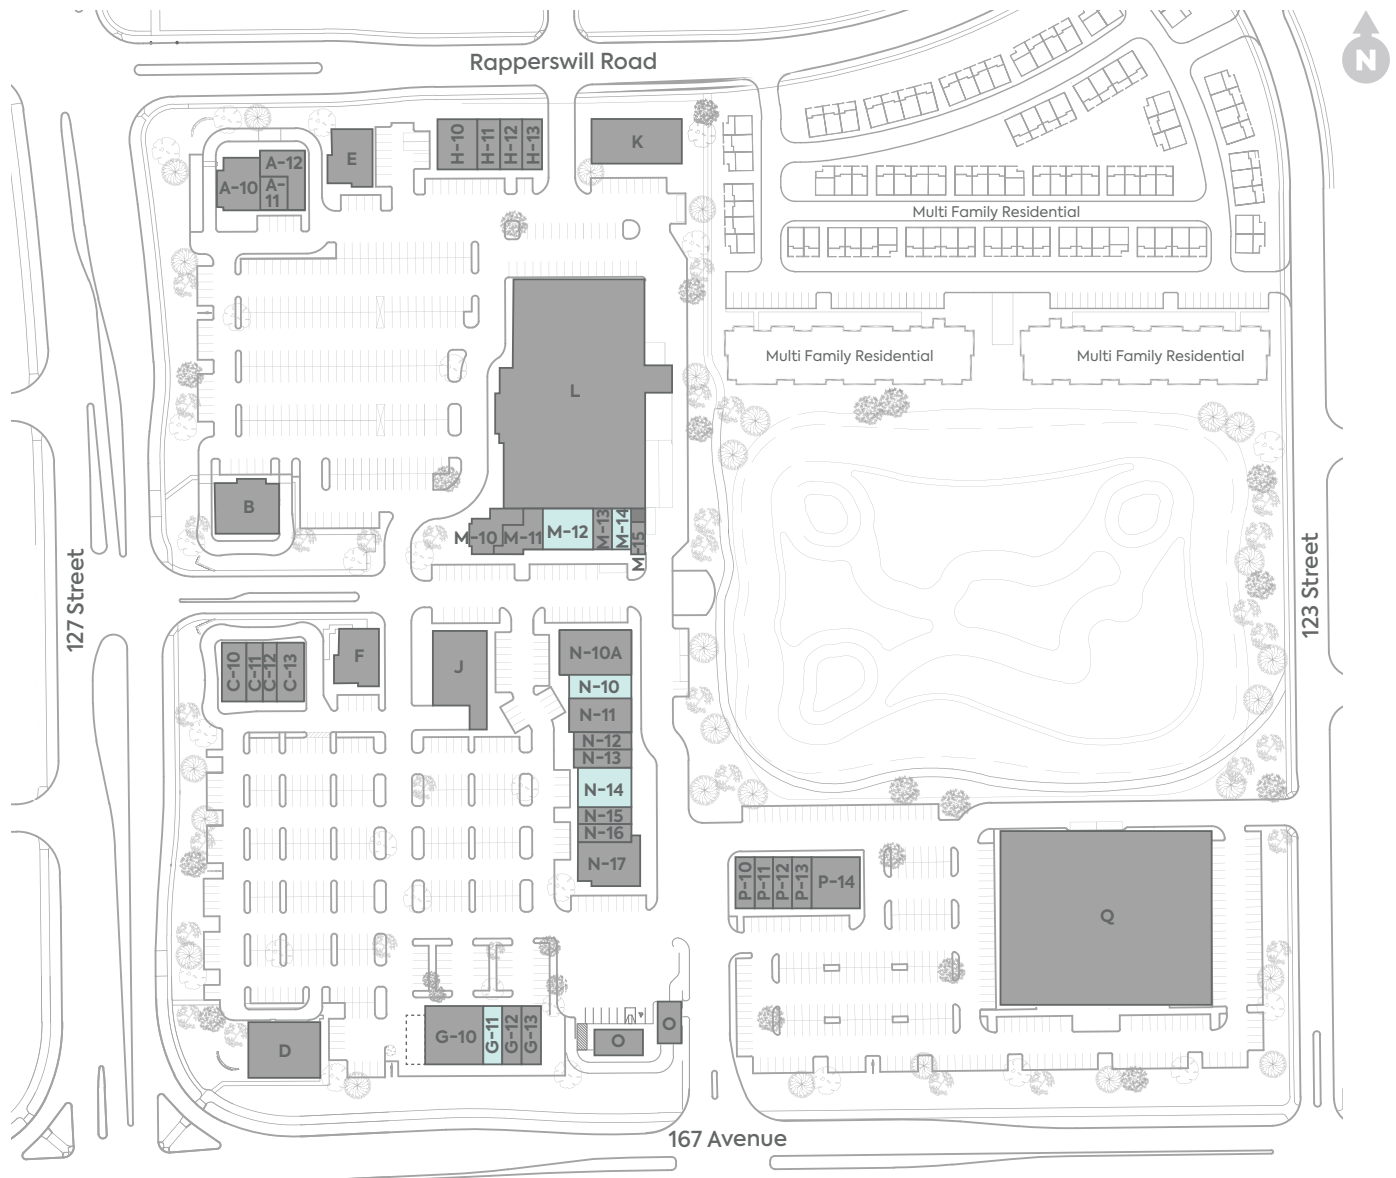 Rapperswill Road
N
H-10
H-11
H-12
H-13
K
E
A-12
A-10
A-
11
Multi Family Residential
Multi Family Residential
Multi Family Residential
L
B
M-10
M-11
M-12
M-13
M-14
M-15
127 Street
123 Street
C-10
C-11
C-12
C-13
F
J
N-10A
N-10
N-11
N-12
N-13
N-14
N-15
N-16
N-17
P-10
P-11
P-12
P-13
P-14
Q
D
G-10
G-11
G-12
G-13
O
O
167 Avenue